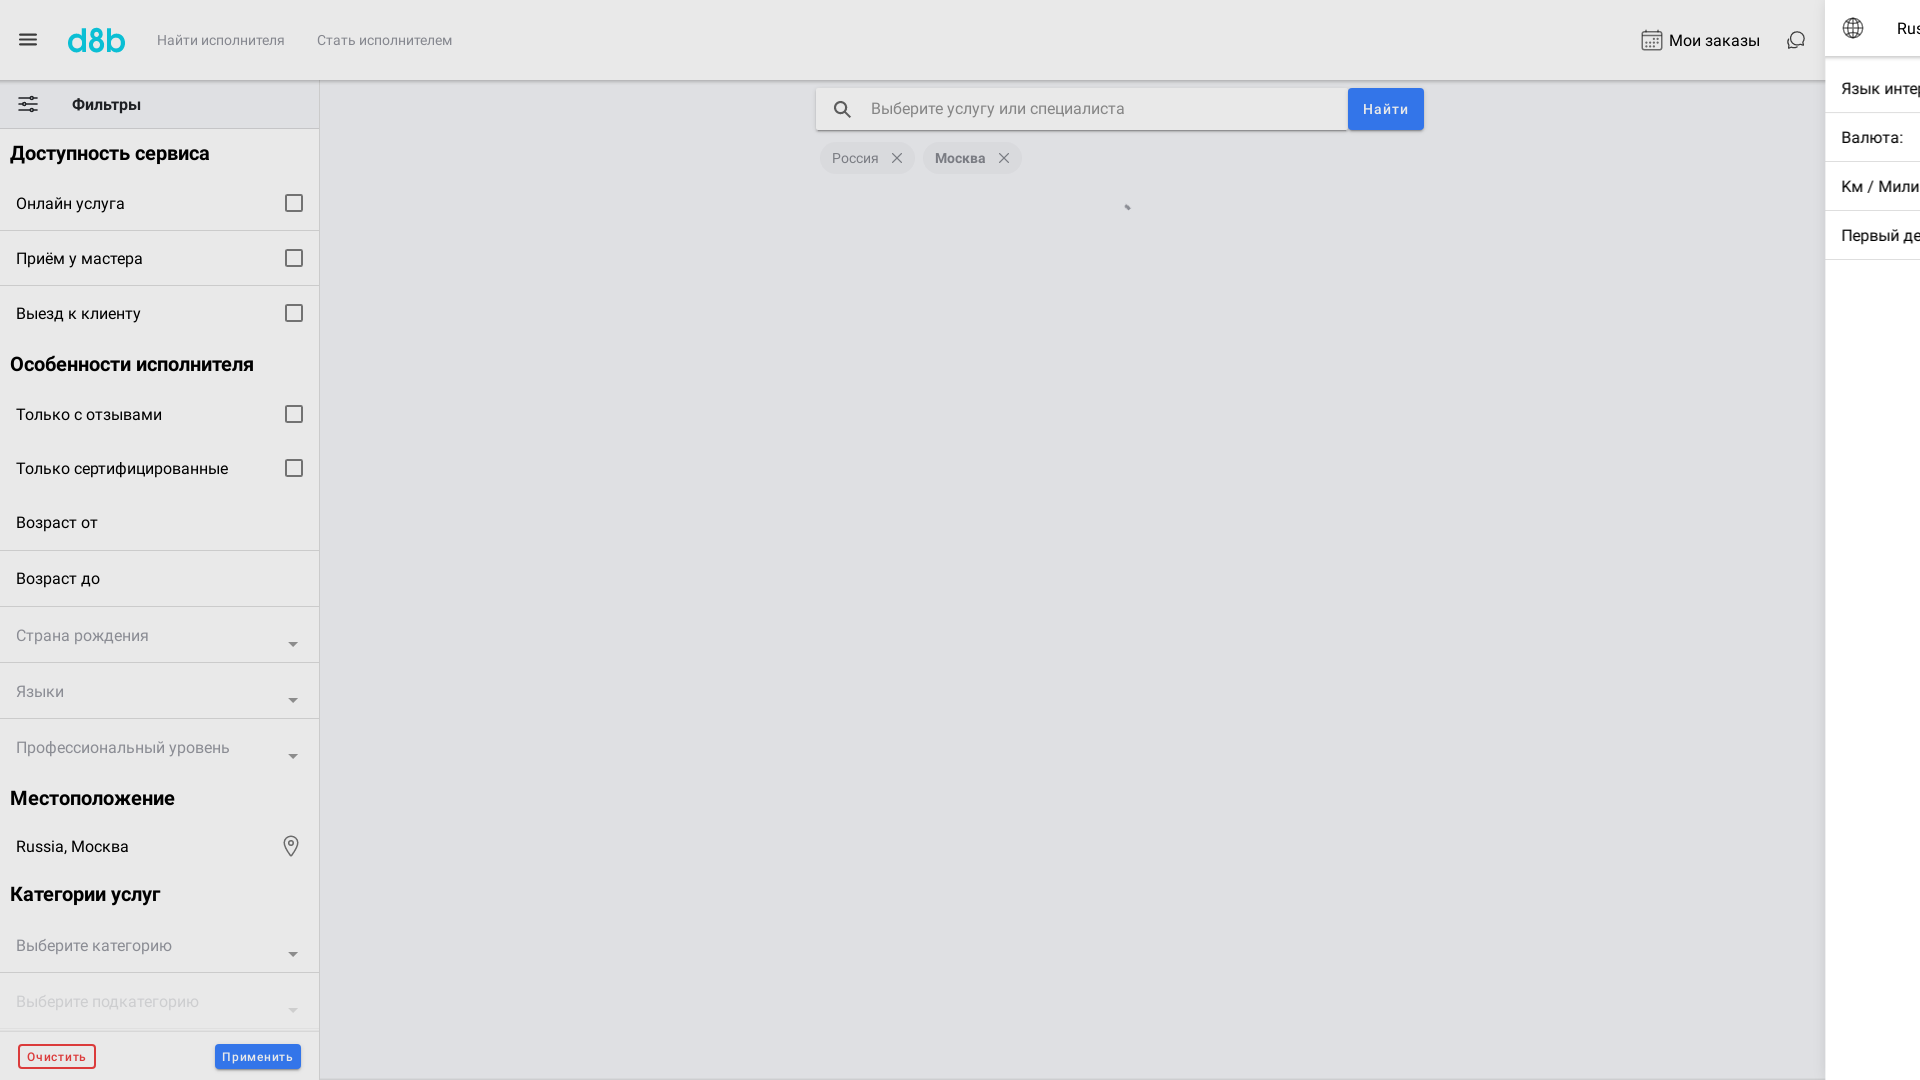 d8b
Найти исполнителя
Стать исполнителем
Мои заказы
Фильтры
Доступность сервиса
Онлайн услуга
Приём у мастера
Выезд к клиенту
Особенности исполнителя
Только с отзывами
Только сертифицированные
Возраст от
Возраст до
Страна рождения
Языки
Профессиональный уровень
Местоположение
Russia, Москва
Категории услуг
Выберите категорию
Выберите подкатегорию
Очистить
Применить
Выберите услугу или специалиста
Найти
Россия
Москва
Rus
Язык интер
Валюта:
Км / Мили
Первый де